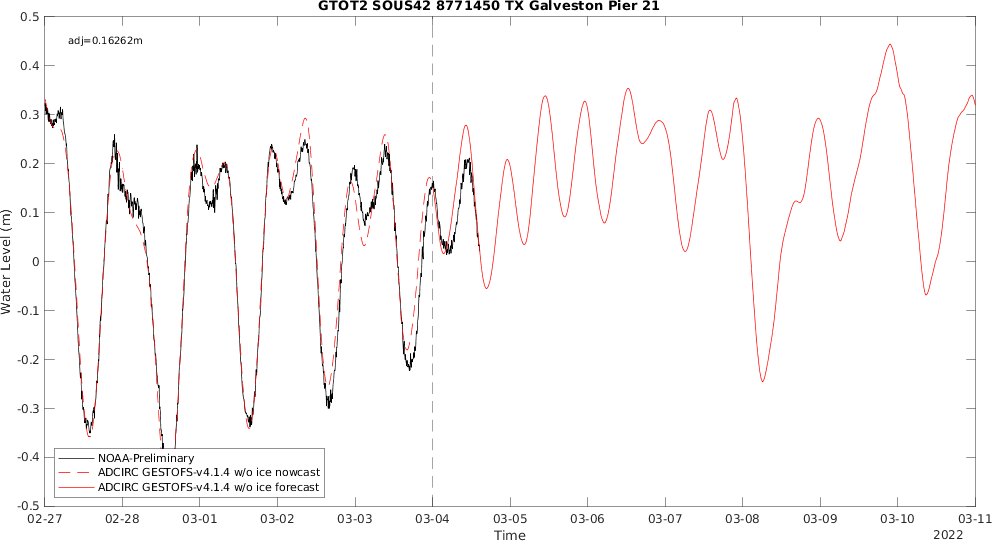 GTOT2 SOUS42 8771450 TX Galveston Pier 21
adj=0.16262m
0.5
0.4
0.3
0.2
0.1
0
-0.1
-0.2
-0.3
-0.4
-0.5
Water Level (m)
NOAA-Preliminary
ADCIRC GESTOFS-v4.1.4 w/o ice nowcast
ADCIRC GESTOFS-v4.1.4 w/o ice forecast
02-27 02-28 03-01 03-02 03-03 03-04 03-05 03-06 03-07 03-08 03-09 03-10 03-11
Time
2022